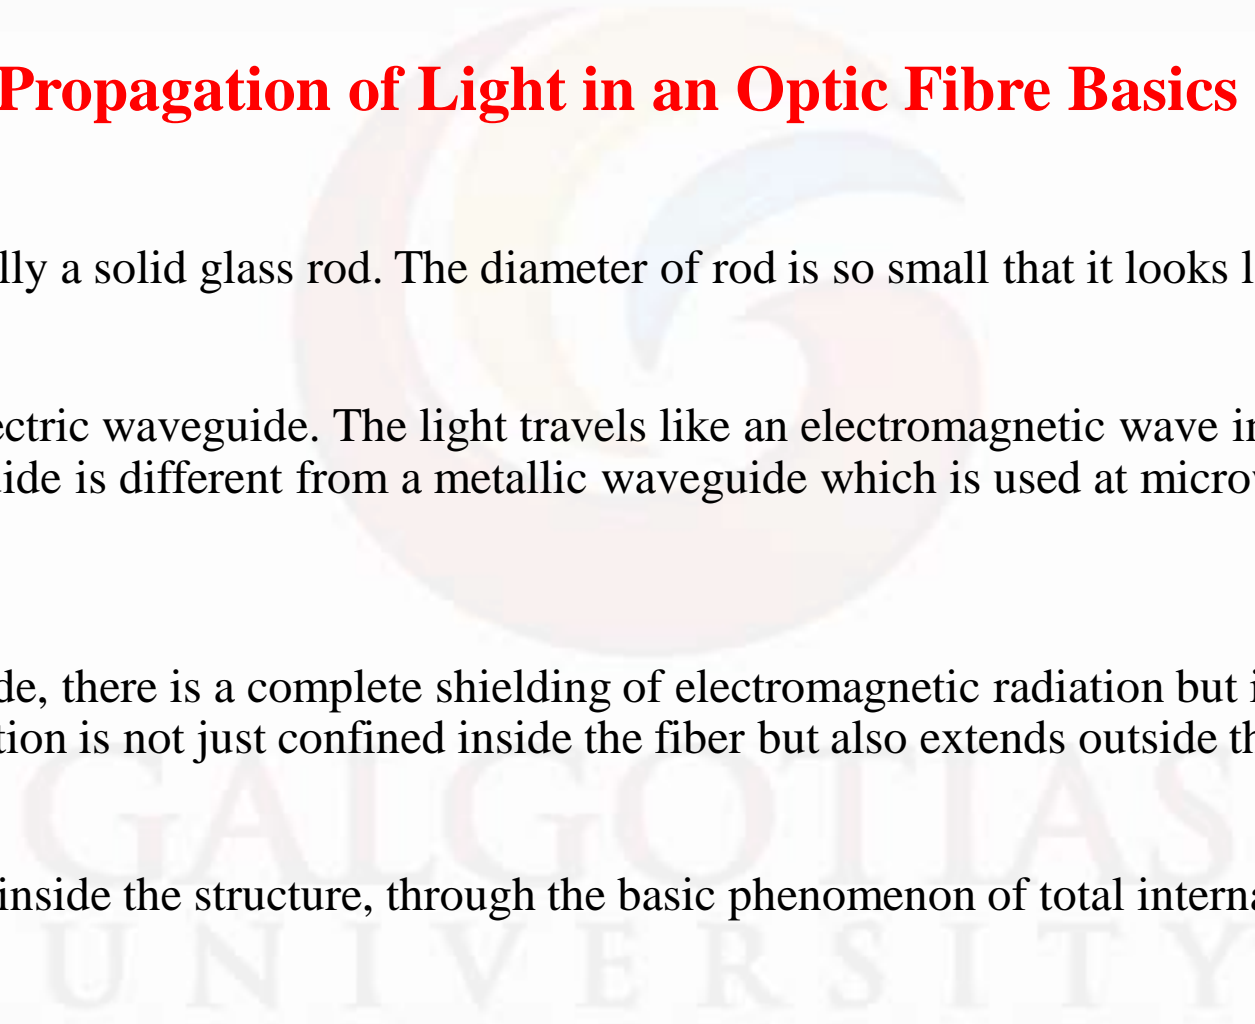 Propagation of Light in an Optic Fibre Basics
lly a solid glass rod. The diameter of rod is so small that it looks l
ectric waveguide. The light travels like an electromagnetic wave in
ide is different from a metallic waveguide which is used at micro
de, there is a complete shielding of electromagnetic radiation but i
tion is not just confined inside the fiber but also extends outside th
inside the structure, through the basic phenomenon of total interna
GALGOTIAS
UNIVERSITY